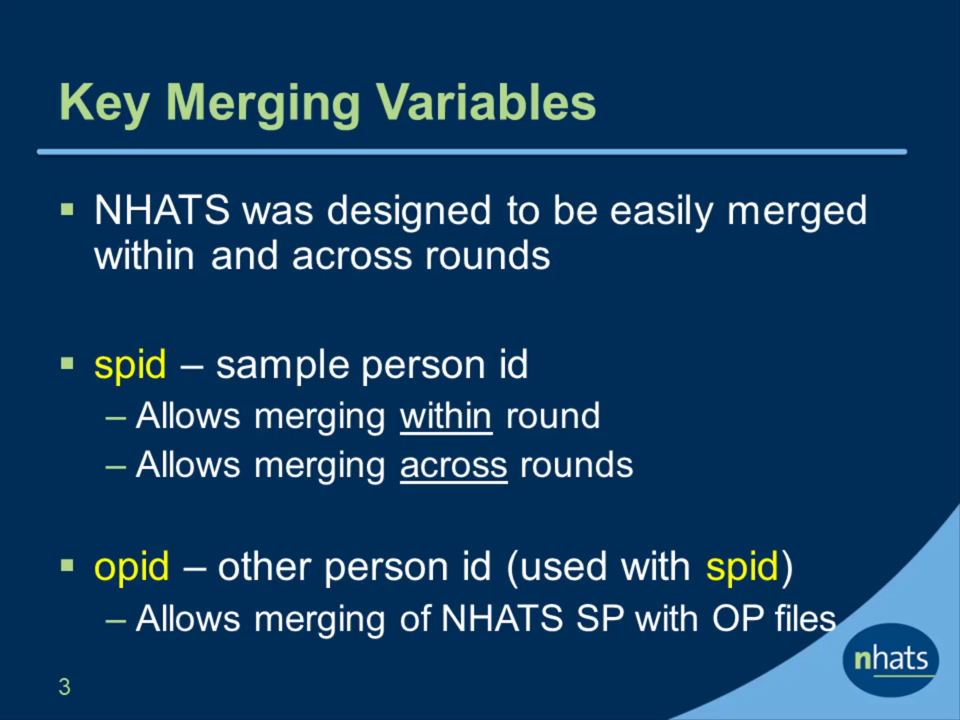 Key Merging Variables
▪ NHATS was designed to be easily merged
within and across rounds
▪ spid – sample person id
– Allows merging within round
– Allows merging across rounds
▪ opid – other person id (used with spid)
– Allows merging of NHATS SP with OP files
nhats
3